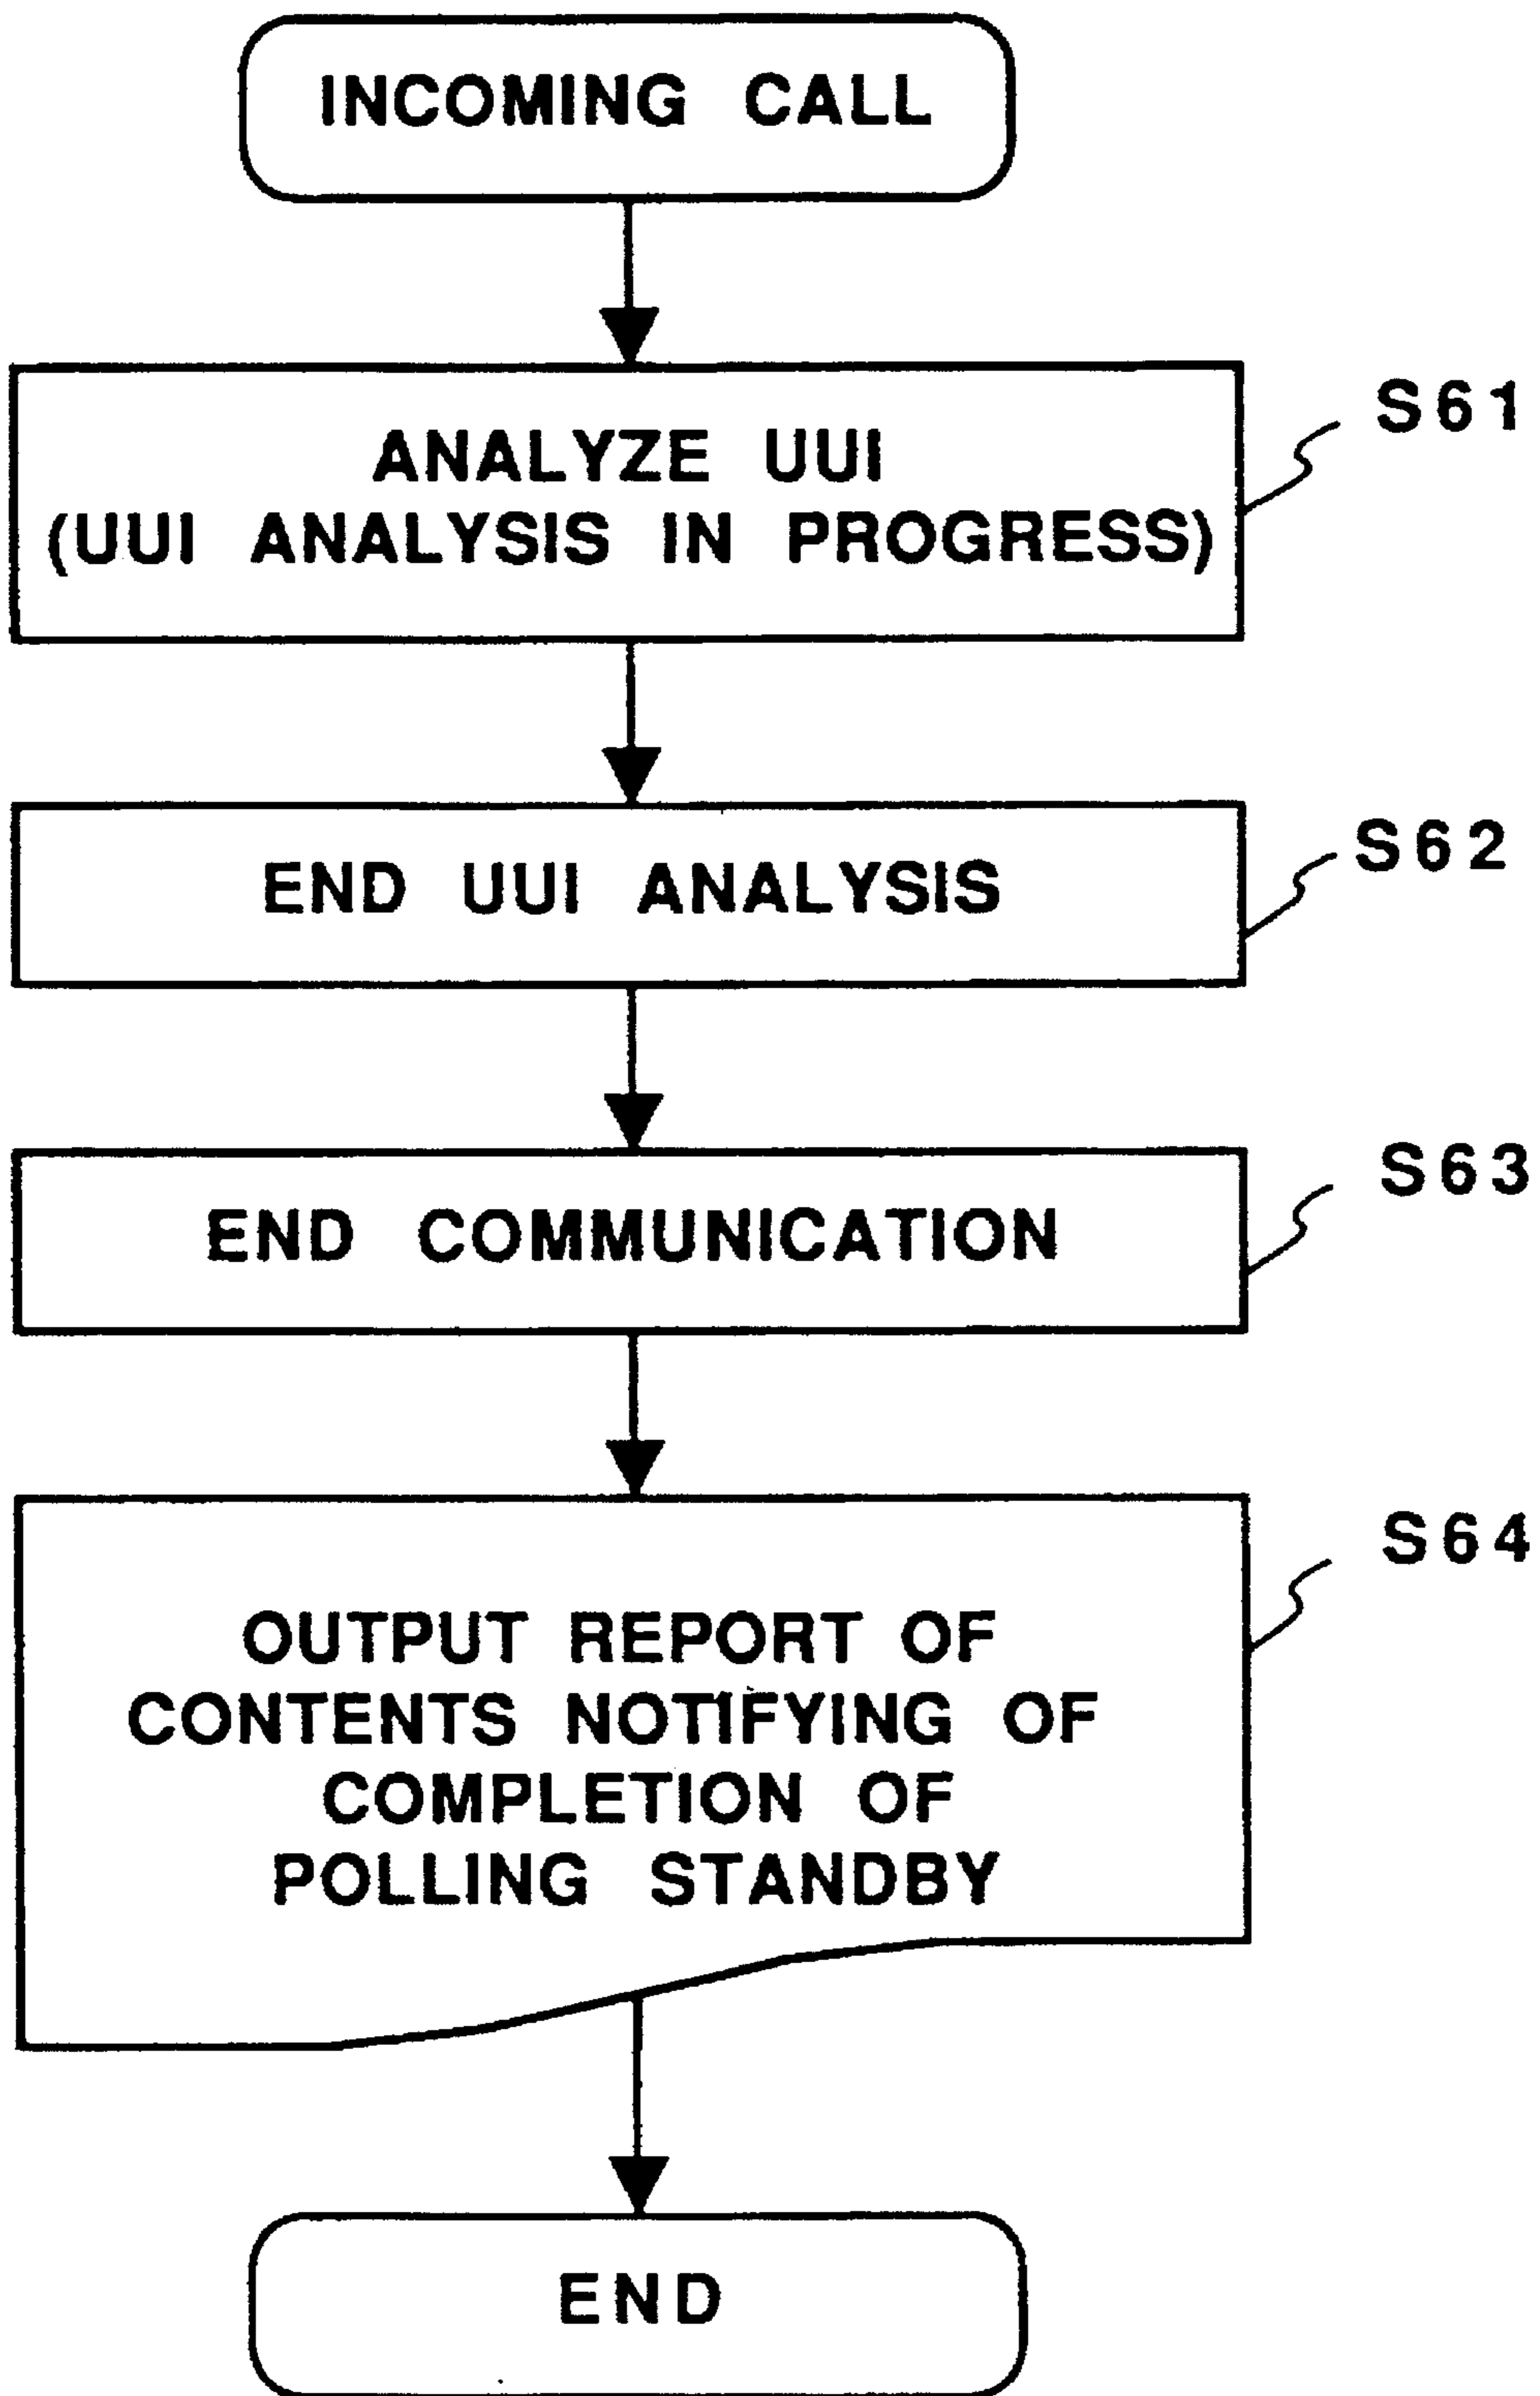 INCOMING CALL
S61
ANALYZE UUI
(UUI ANALYSIS IN PROGRESS)
S62
END UUI ANALYSIS
S63
END COMMUNICATION
S64
OUTPUT REPORT OF
CONTENTS NOTIFYING OF
COMPLETION OF
POLLING STANDBY
END